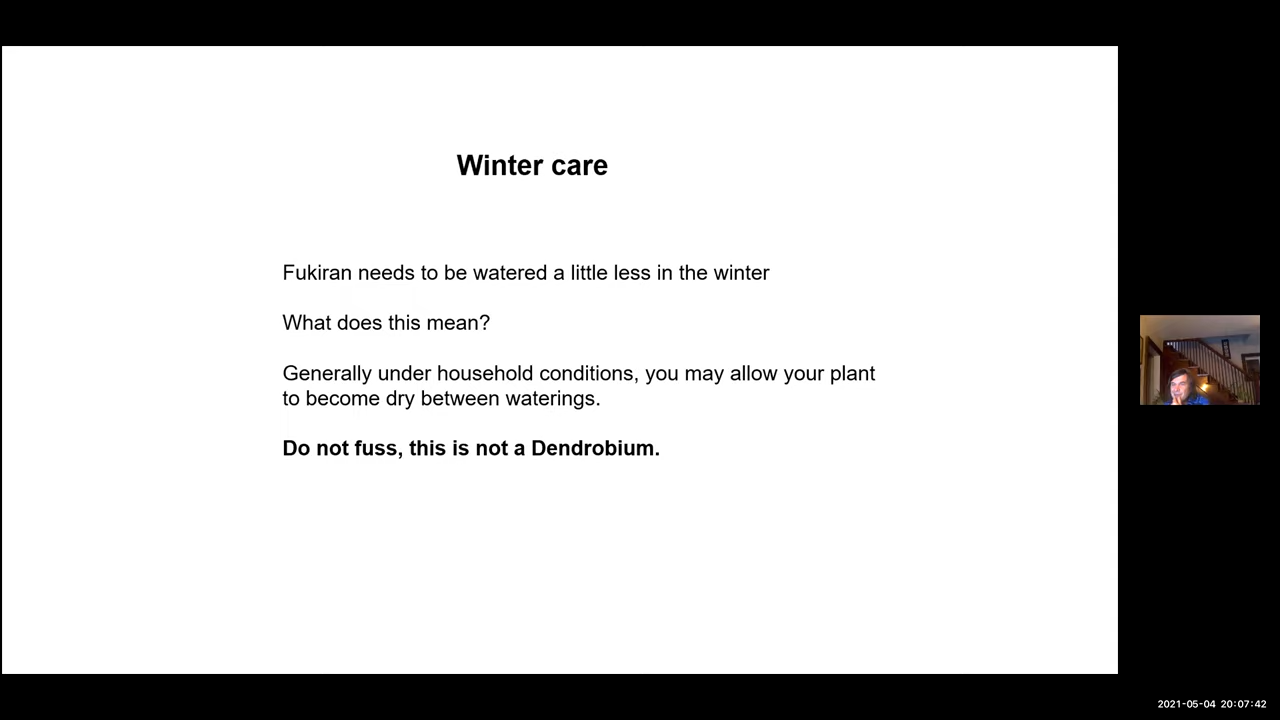 Winter care
Fukiran needs to be watered a little less in the winter
What does this mean?
Generally under household conditions, you may allow your plant
to become dry between waterings.
Do not fuss, this is not a Dendrobium.
2021-05-04 20:07:42